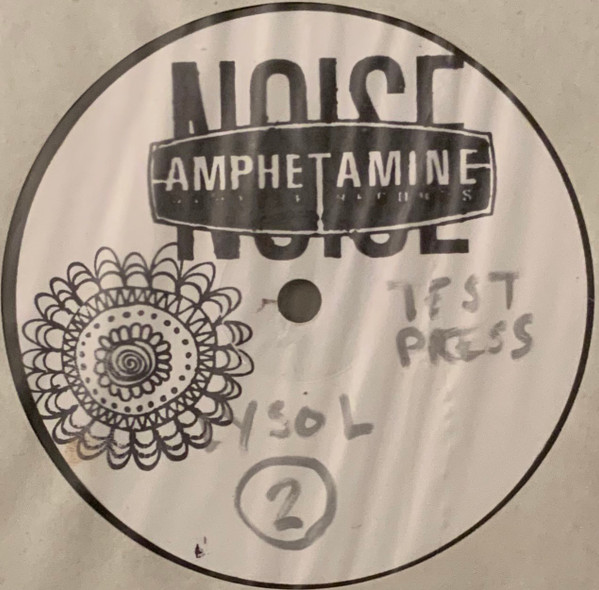 NOISE
AMPHETAMINE
NOISE
TEST
PRESS
YSOL
2